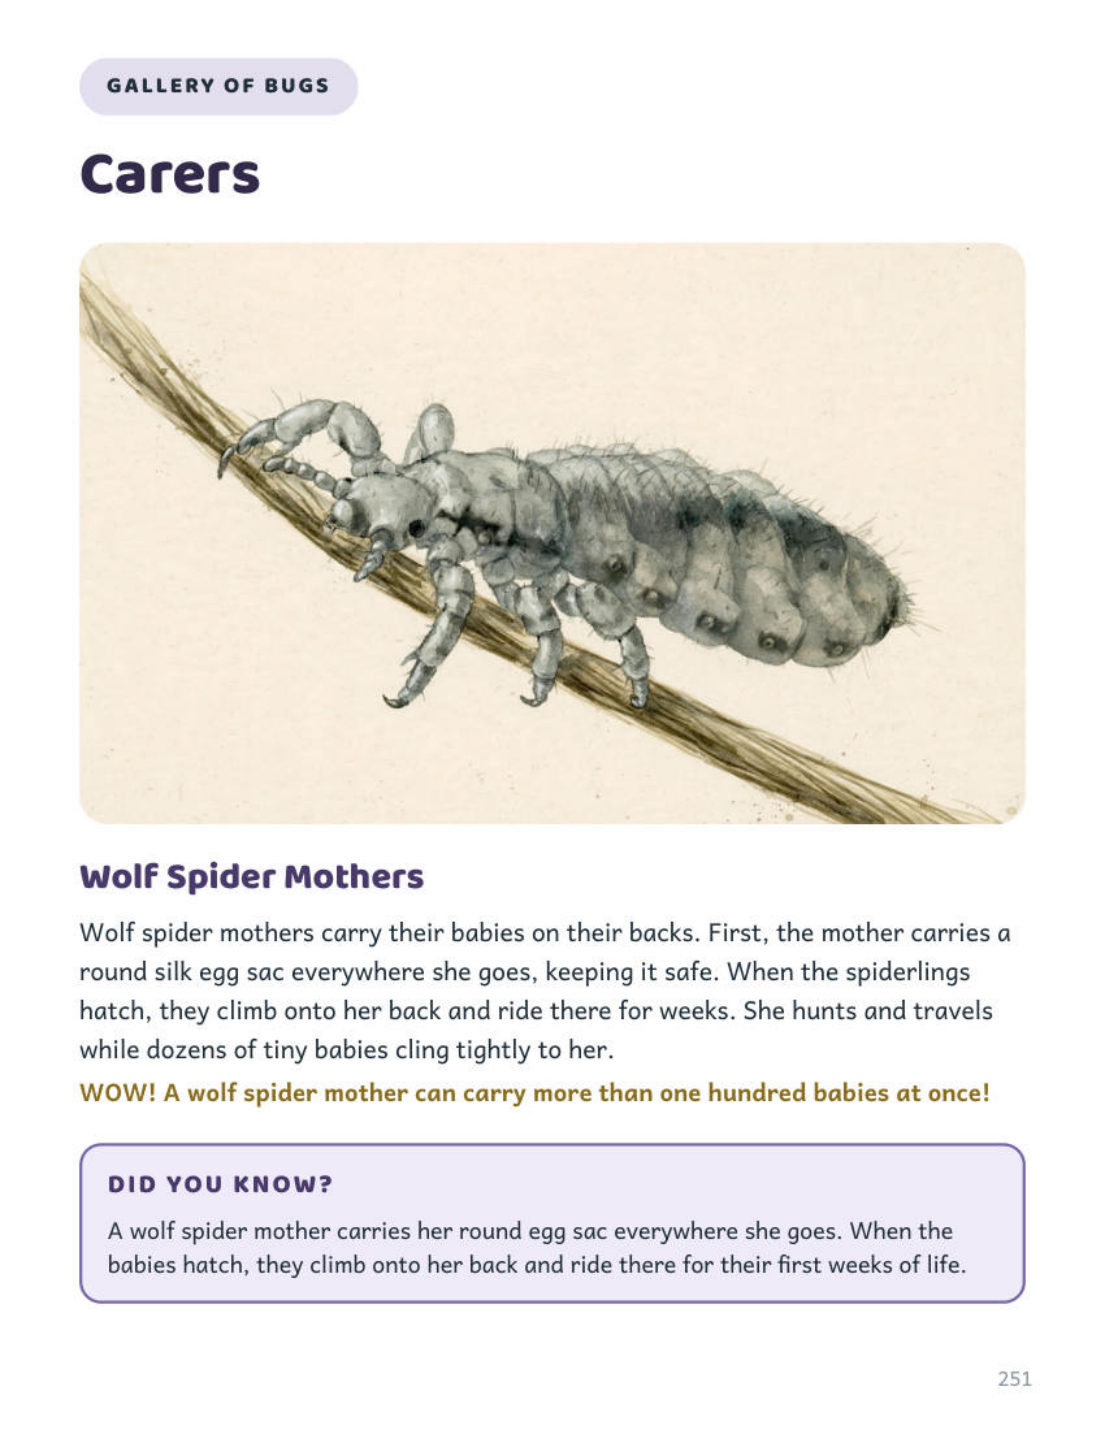 GALLERY OF BUGS
Carers
Wolf Spider Mothers
Wolf spider mothers carry their babies on their backs. First, the mother carries a
round silk egg sac everywhere she goes, keeping it safe. When the spiderlings
hatch, they climb onto her back and ride there for weeks. She hunts and travels
while dozens of tiny babies cling tightly to her.
WOW! A wolf spider mother can carry more than one hundred babies at once!
DID YOU KNOW?
A wolf spider mother carries her round egg sac everywhere she goes. When the
babies hatch, they climb onto her back and ride there for their first weeks of life.
251